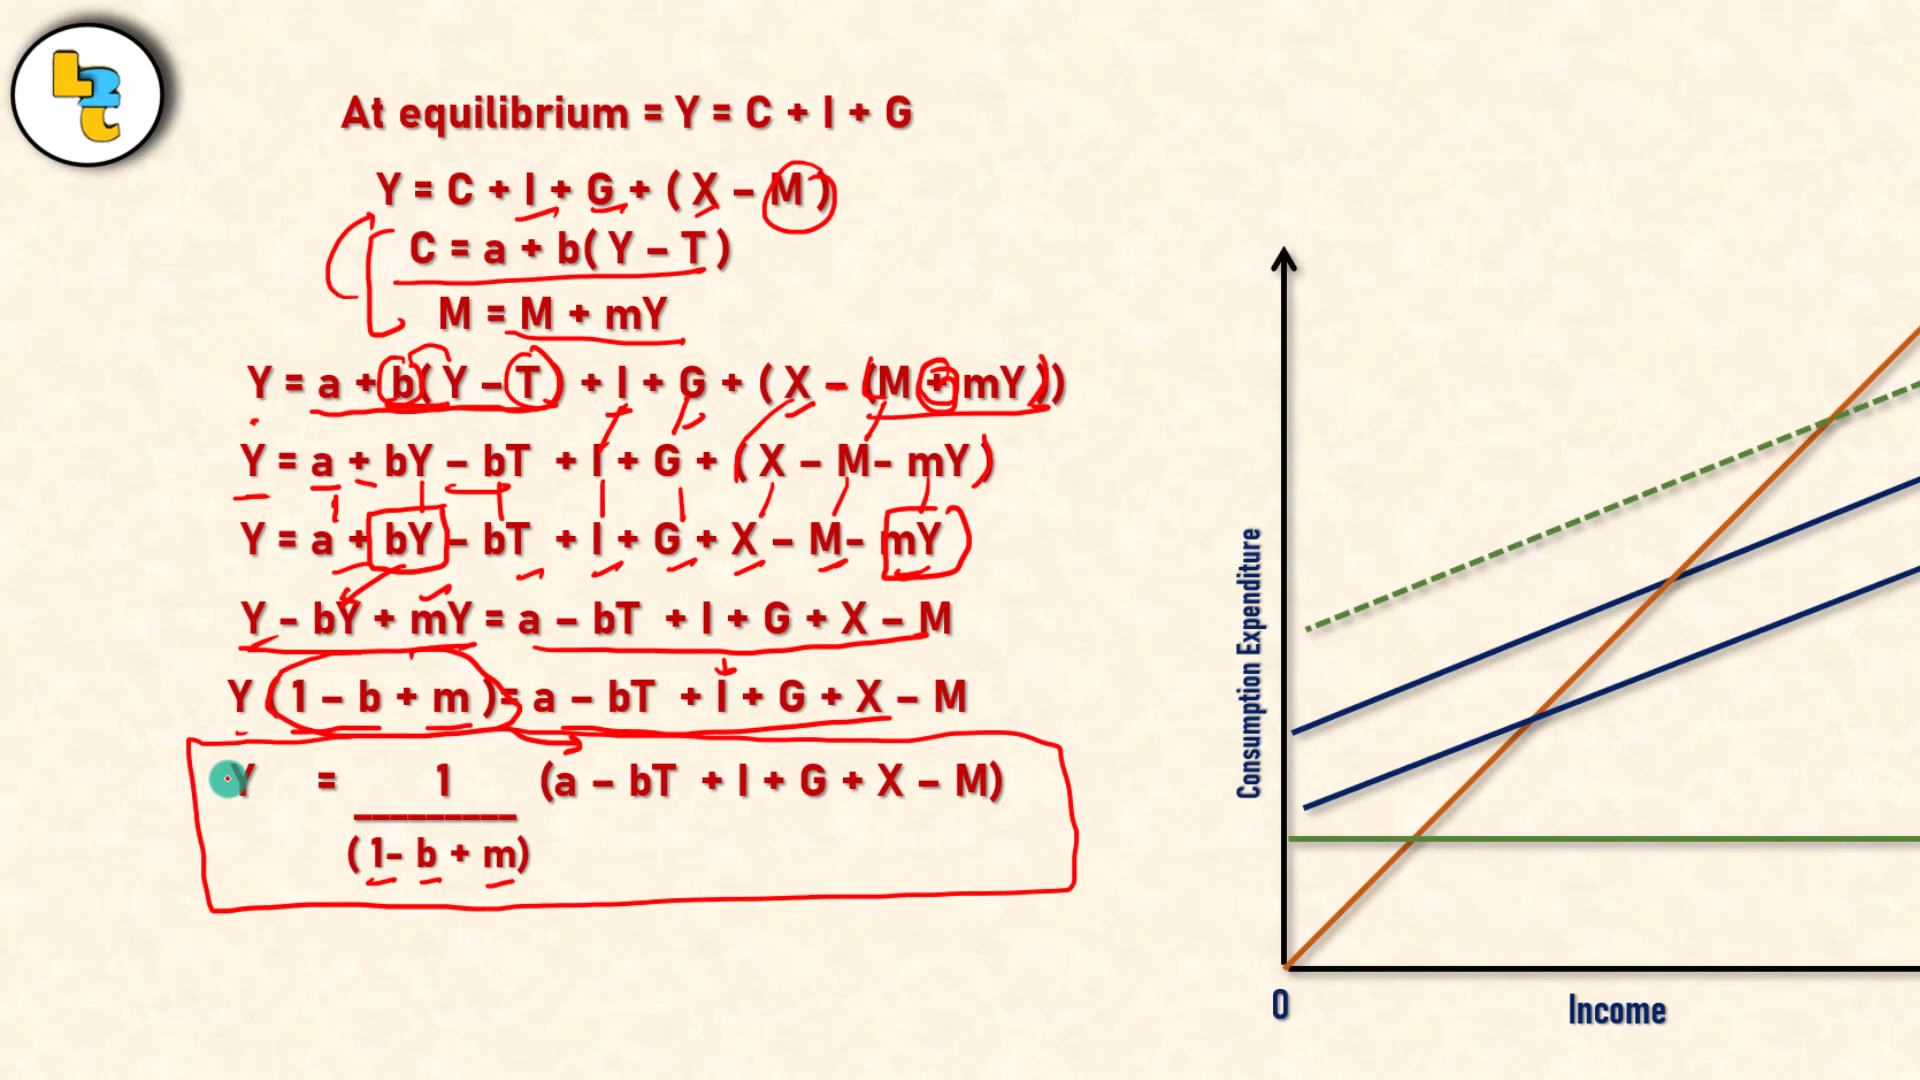 L2C
At equilibrium = Y = C + I + G
Y = C + I + G + ( X – M )
C = a + b( Y – T )
M = M + mY
Y = a + b( Y – T ) + I + G + ( X – (M + mY ))
Y = a + bY – bT + I + G + ( X – M– mY )
Y = a + bY – bT + I + G + X – M– mY
Y – bY + mY = a – bT + I + G + X – M
Y ( 1 – b + m )= a – bT + I + G + X – M
Y = 1 (a – bT + I + G + X – M)
( 1– b + m)
Consumption Expenditure
0
Income